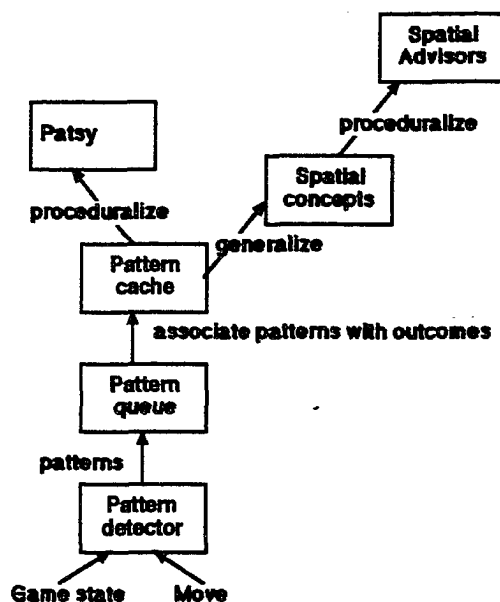 Spatial
Advisors
proceduralize
Patsy
Spatial
concepts
proceduralize
generalize
Pattern
cache
associate patterns with outcomes
Pattern
queue
patterns
Pattern
detector
Game state
Move